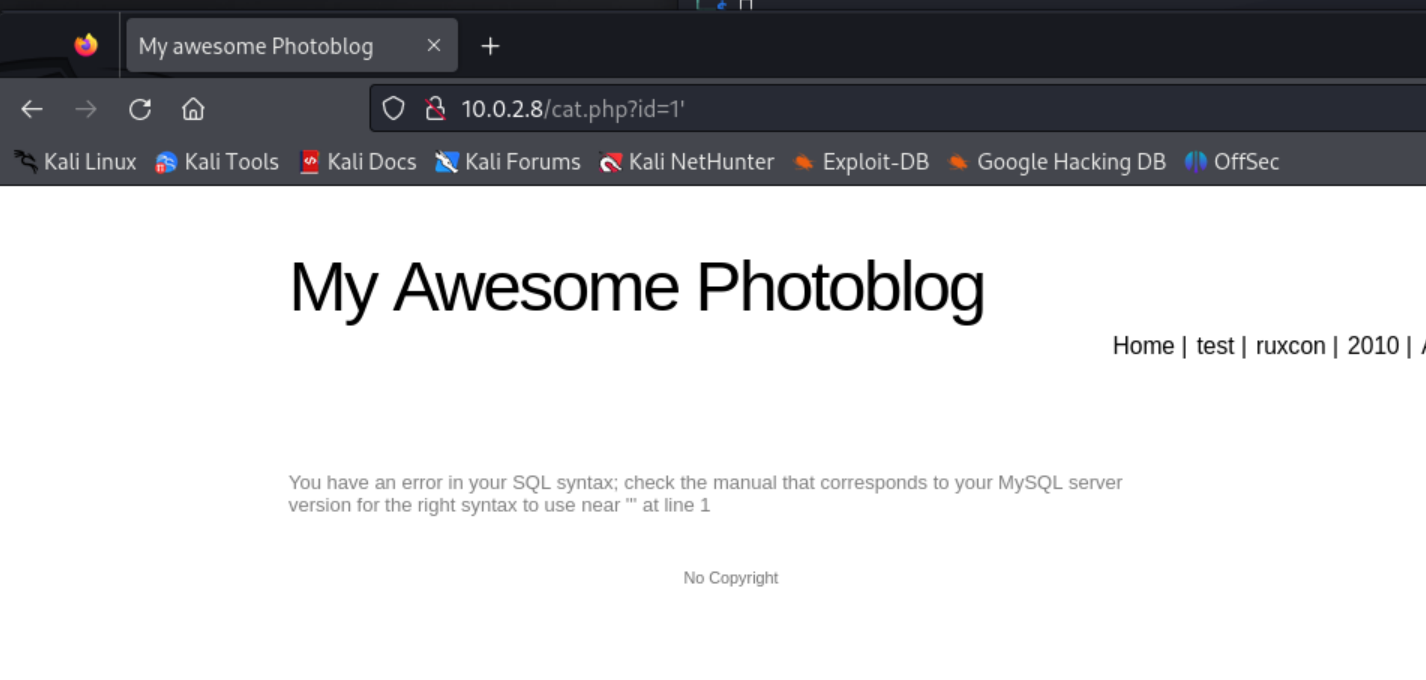 My awesome Photoblog
10.0.2.8/cat.php?id=1'
Kali Linux Kali Tools Kali Docs Kali Forums Kali NetHunter Exploit-DB Google Hacking DB OffSec
My Awesome Photoblog
Home | test | ruxcon | 2010 |
You have an error in your SQL syntax; check the manual that corresponds to your MySQL server
version for the right syntax to use near ''' at line 1
No Copyright